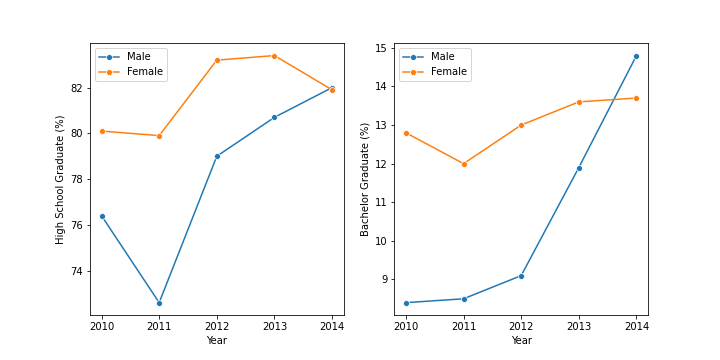 Male
Female
High School Graduate (%)
82
80
78
76
74
2010 2011 2012 2013 2014
Year
Male
Female
Bachelor Graduate (%)
15
14
13
12
11
10
9
2010 2011 2012 2013 2014
Year